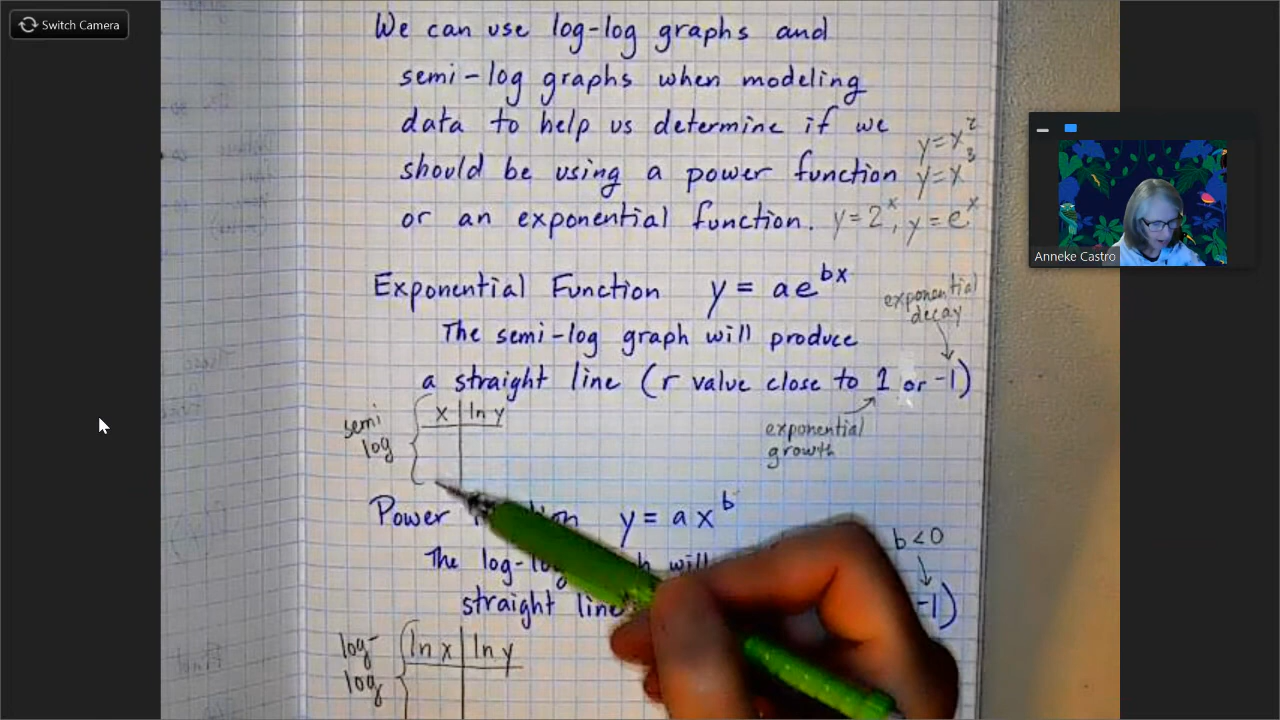 Switch Camera
We can use log-log graphs and
semi-log graphs when modeling
data to help us determine if we
y=x²
should be using a power function
y=x³
or an exponential function. y=2ˣ, y=eˣ
Exponential Function y = ae^bx
exponential
decay
The semi-log graph will produce
a straight line (r value close to 1 or -1)
semi
log
x ln y
exponential
growth
Power y = ax^b
The will
b<0
straight line -1)
log-
log
ln x ln y
Anneke Castro